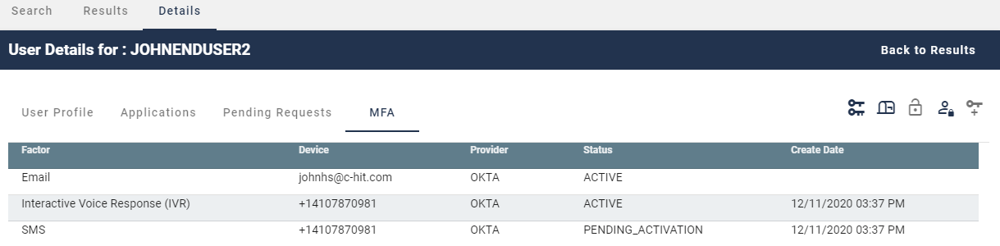 Search Results Details
User Details for : JOHNENDUSER2 Back to Results
User Profile Applications Pending Requests MFA
Factor Device Provider Status Create Date
Email johnhs@c-hit.com OKTA ACTIVE
Interactive Voice Response (IVR) +14107870981 OKTA ACTIVE 12/11/2020 03:37 PM
SMS +14107870981 OKTA PENDING_ACTIVATION 12/11/2020 03:37 PM